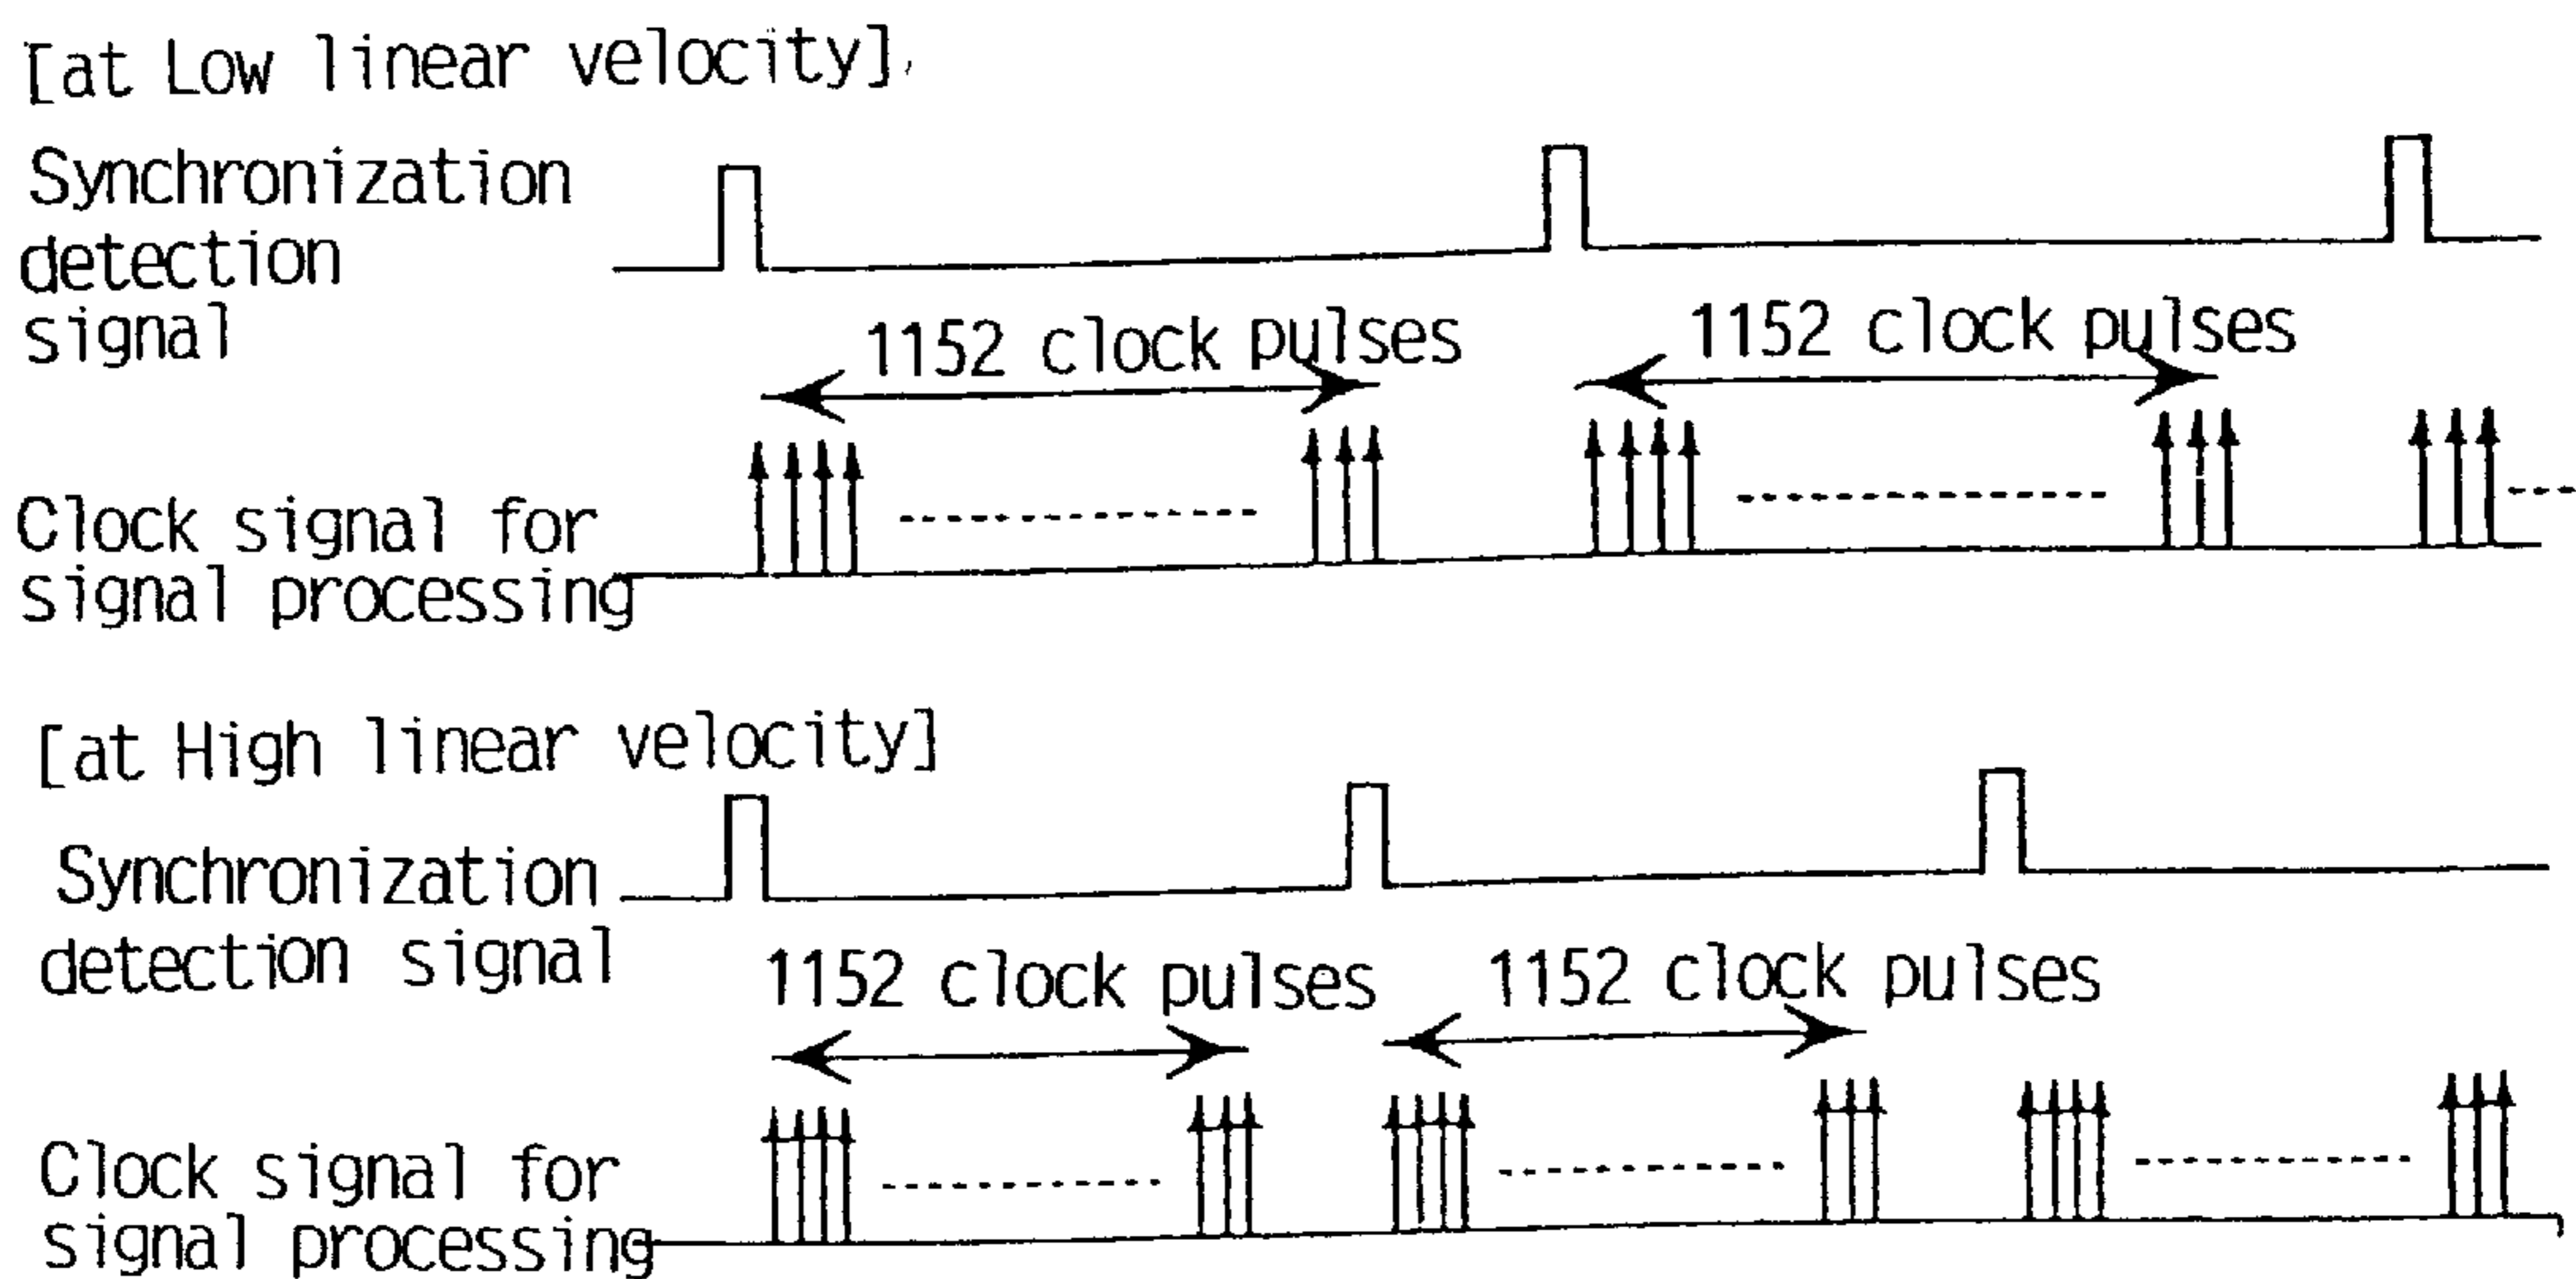 [at Low linear velocity]
Synchronization
detection
signal
1152 clock pulses 1152 clock pulses
Clock signal for
signal processing
[at High linear velocity]
Synchronization
detection signal
1152 clock pulses 1152 clock pulses
Clock signal for
signal processing